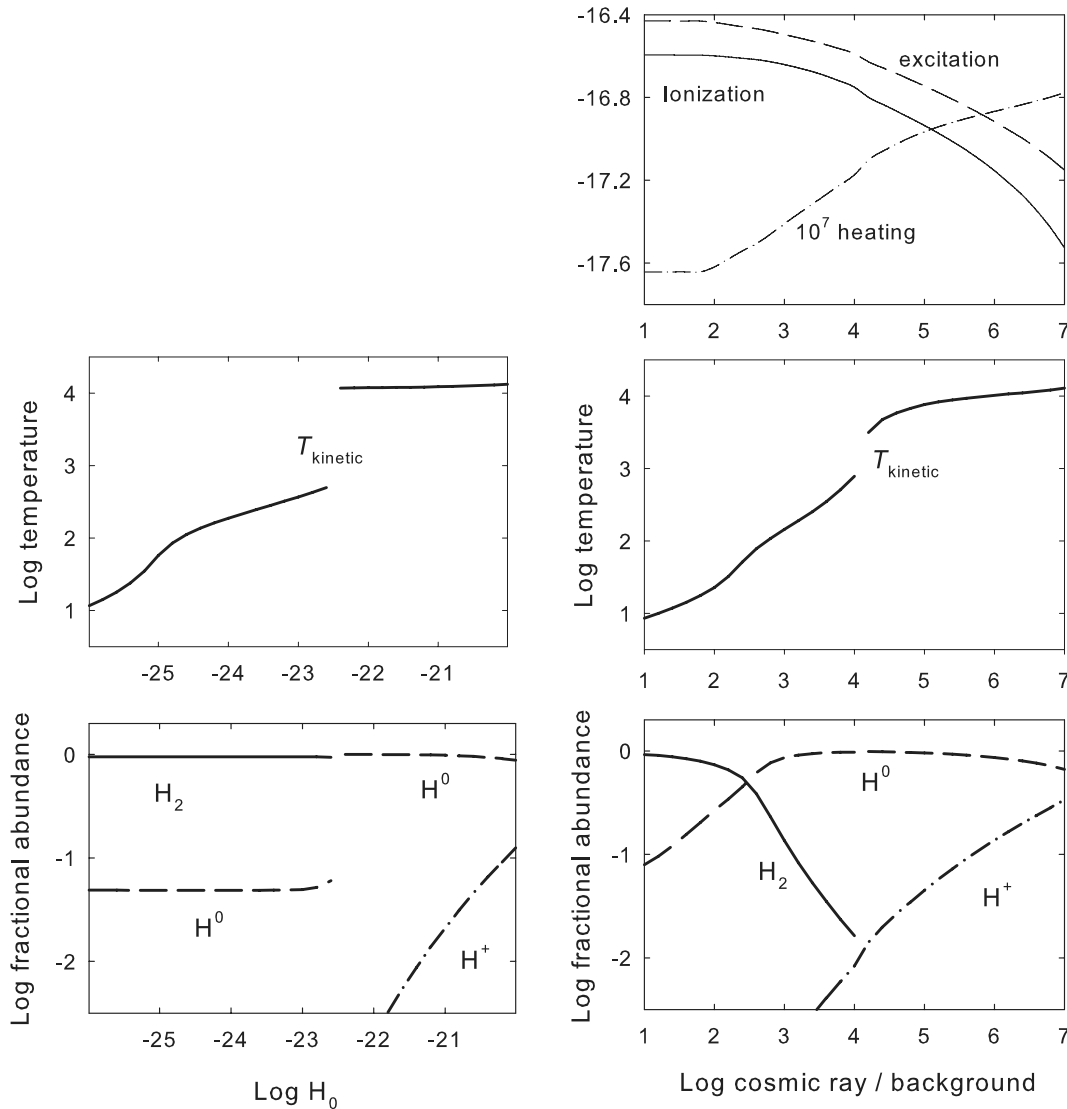 -16.4
-16.8
-17.2
-17.6
excitation
Ionization
10⁷ heating
1 2 3 4 5 6 7
Log temperature
4
3
2
1
T kinetic
-25 -24 -23 -22 -21
Log temperature
4
3
2
1
T kinetic
1 2 3 4 5 6 7
Log fractional abundance
0
-1
-2
H₂
H⁰
H⁰
H⁺
-25 -24 -23 -22 -21
Log H₀
Log fractional abundance
0
-1
-2
H⁰
H₂
H⁺
1 2 3 4 5 6 7
Log cosmic ray / background